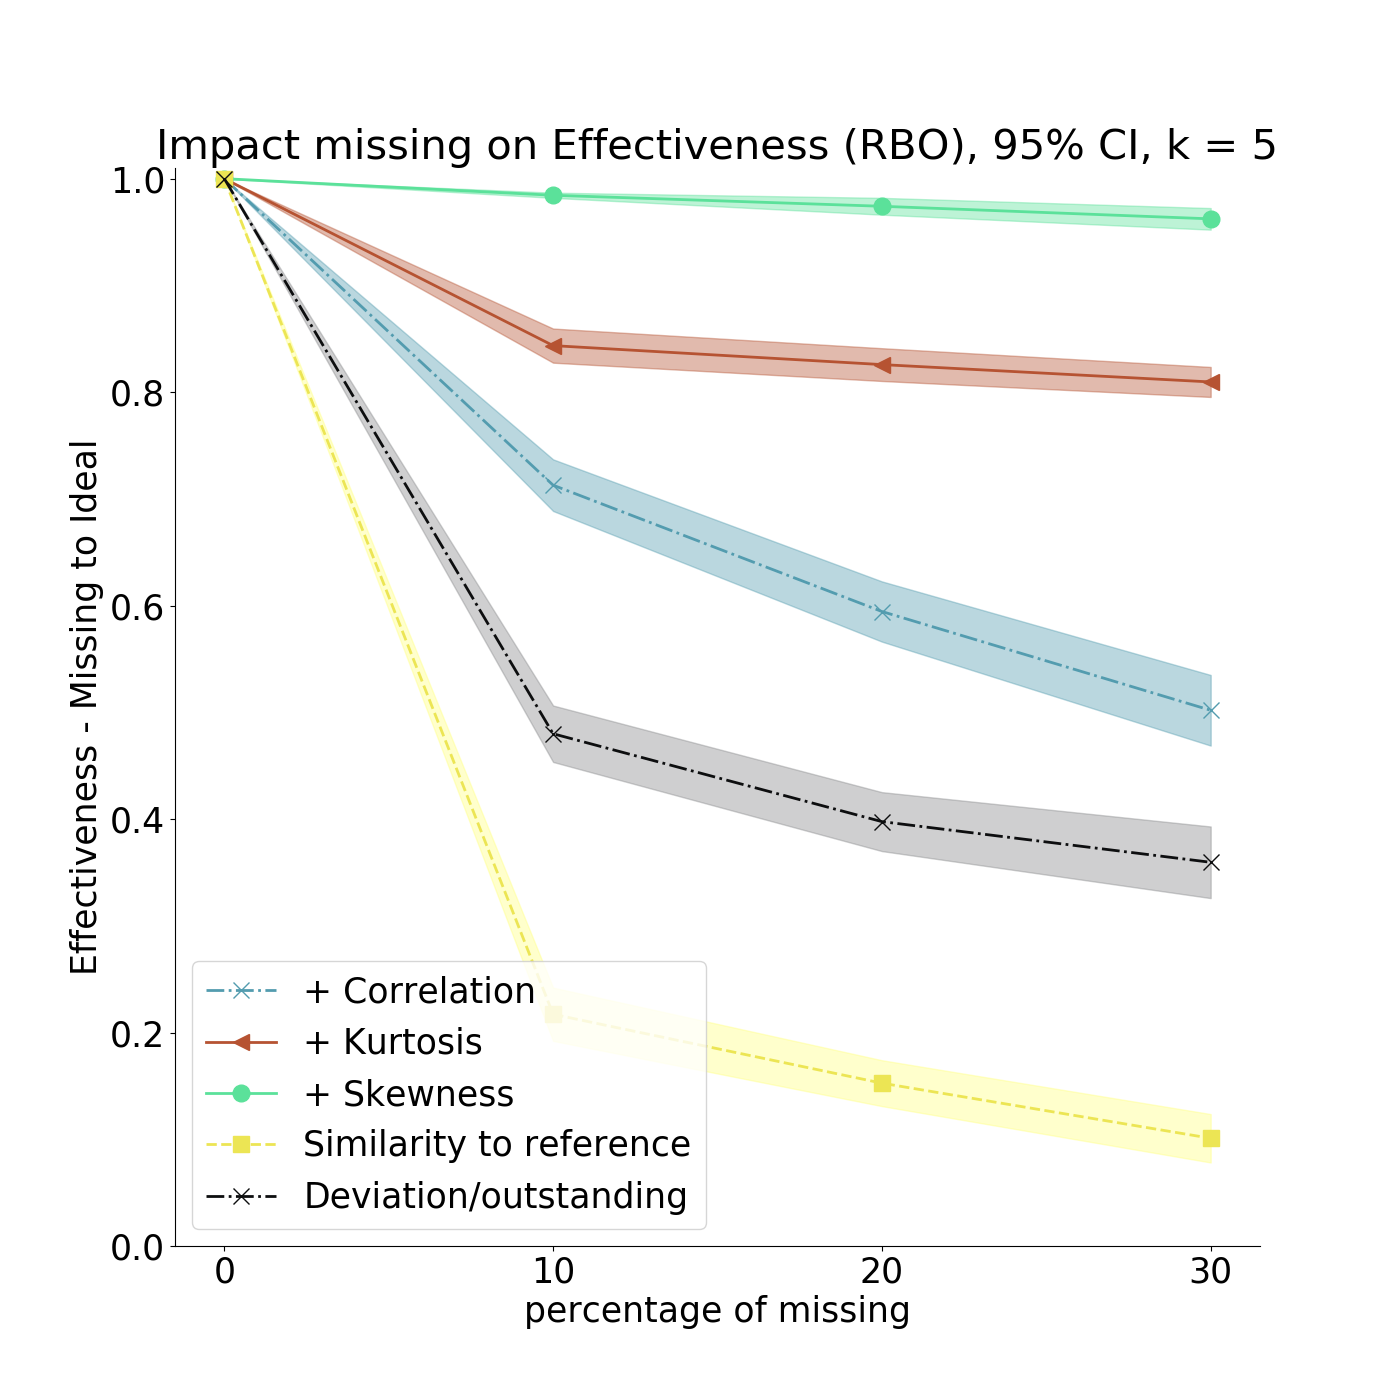 Impact missing on Effectiveness (RBO), 95% CI, k = 5
1.0
0.8
0.6
0.4
0.2
0.0
Effectiveness - Missing to Ideal
+ Correlation
+ Kurtosis
+ Skewness
Similarity to reference
Deviation/outstanding
0 10 20 30
percentage of missing